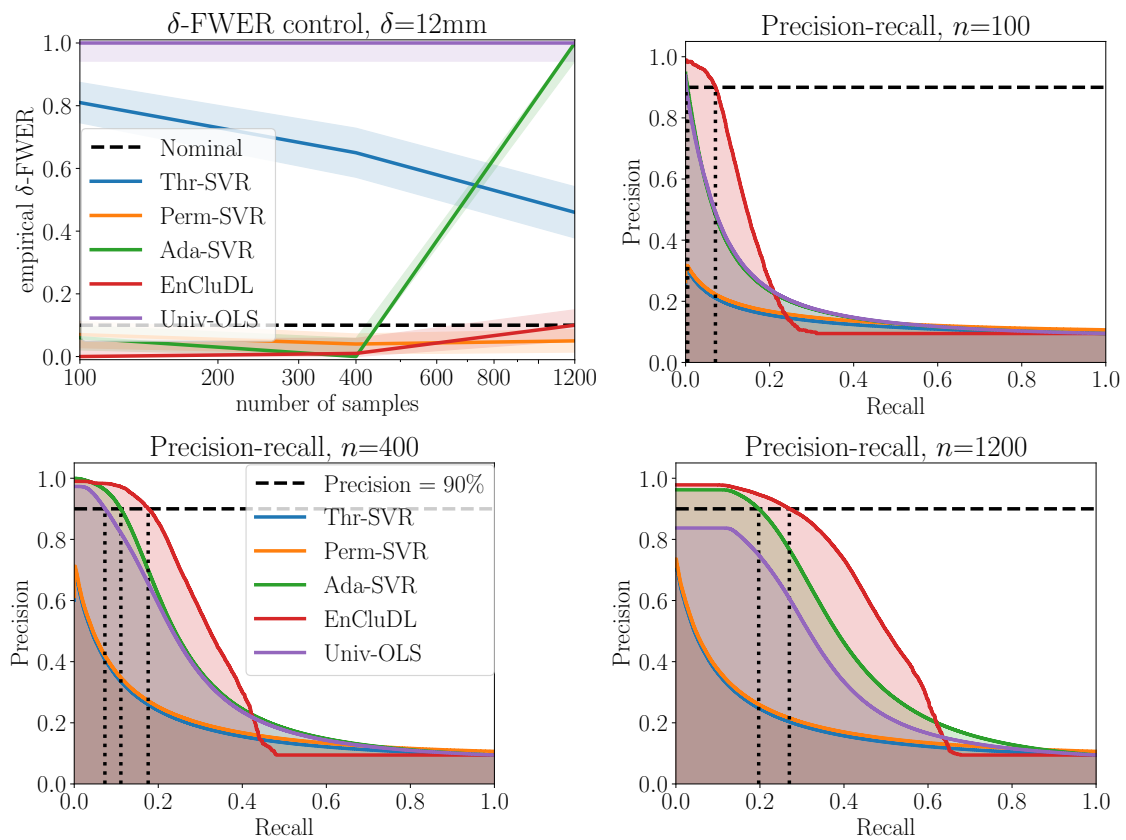 δ-FWER control, δ=12mm
empirical δ-FWER
1.0
0.8
0.6
0.4
0.2
0.0
Nominal
Thr-SVR
Perm-SVR
Ada-SVR
EnCluDL
Univ-OLS
100
200
300
400
600
800
1200
number of samples
Precision-recall, n=100
Precision
1.0
0.8
0.6
0.4
0.2
0.0
0.0
0.2
0.4
0.6
0.8
1.0
Recall
Precision-recall, n=400
Precision
1.0
0.8
0.6
0.4
0.2
0.0
Precision = 90%
Thr-SVR
Perm-SVR
Ada-SVR
EnCluDL
Univ-OLS
0.0
0.2
0.4
0.6
0.8
1.0
Recall
Precision-recall, n=1200
Precision
1.0
0.8
0.6
0.4
0.2
0.0
0.0
0.2
0.4
0.6
0.8
1.0
Recall